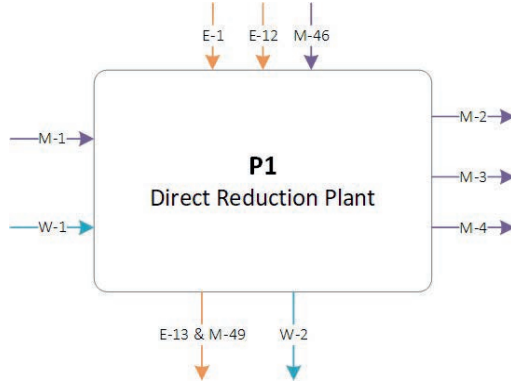 E-1
E-12
M-46
M-1
P1
Direct Reduction Plant
W-1
M-2
M-3
M-4
E-13 & M-49
W-2